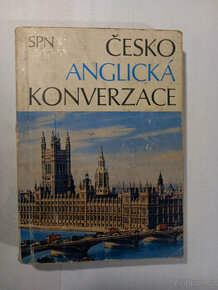 SPN
ČESKO
ANGLICKÁ
KONVERZACE